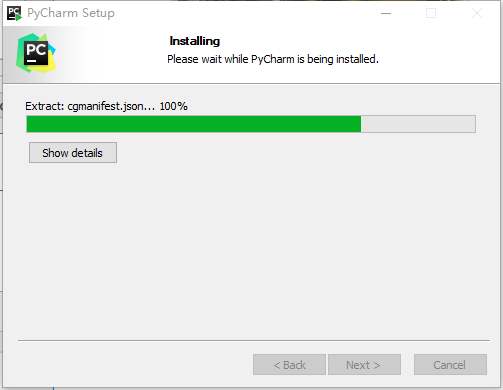 PC PyCharm Setup
PC
Installing
Please wait while PyCharm is being installed.
Extract: cgmanifest.json... 100%
Show details
< Back
Next >
Cancel